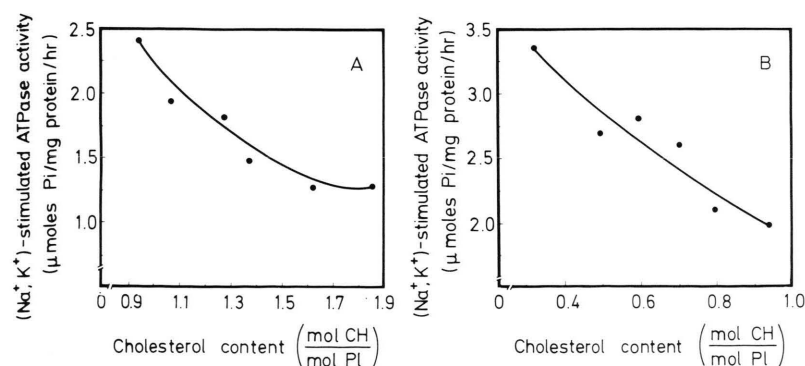 (Na⁺, K⁺)-stimulated ATPase activity
(μ moles Pi/mg protein/hr)
2.5
2.0
1.5
1.0
A
0 0.9 1.1 1.3 1.5 1.7 1.9
Cholesterol content (mol CH / mol Pl)
(Na⁺, K⁺)-stimulated ATPase activity
(μ moles Pi/mg protein/hr)
3.5
3.0
2.5
2.0
B
0 0.4 0.6 0.8 1.0
Cholesterol content (mol CH / mol Pl)